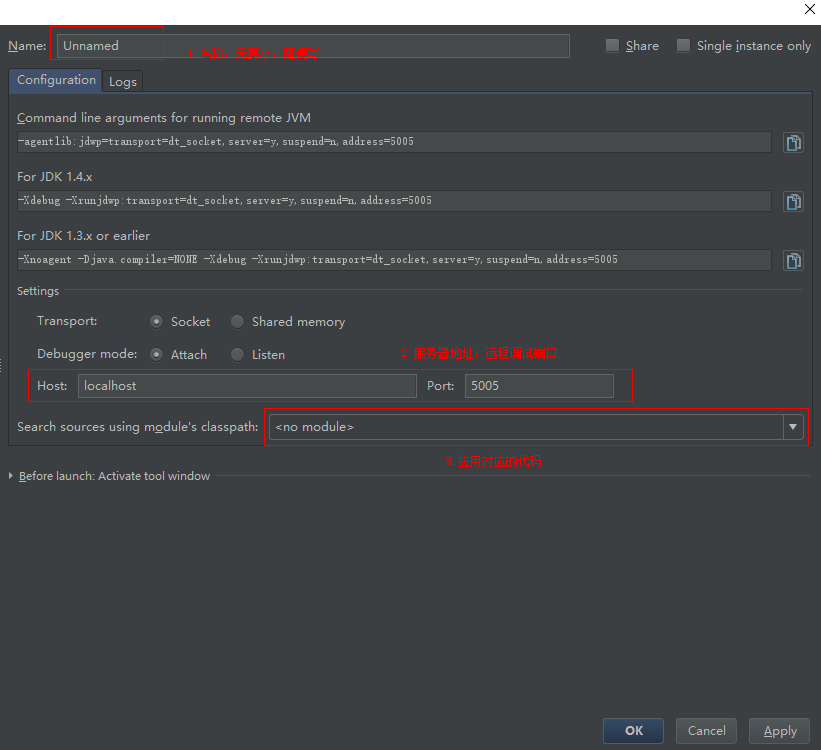 Name: Unnamed Share Single instance only
1. 名称，无要求，随便写
Configuration Logs
Command line arguments for running remote JVM
-agentlib:jdwp=transport=dt_socket,server=y,suspend=n,address=5005
For JDK 1.4.x
-Xdebug -Xrunjdwp:transport=dt_socket,server=y,suspend=n,address=5005
For JDK 1.3.x or earlier
-Xnoagent -Djava.compiler=NONE -Xdebug -Xrunjdwp:transport=dt_socket,server=y,suspend=n,address=5005
Settings
Transport: Socket Shared memory
Debugger mode: Attach Listen
2. 服务器地址，远程调试端口
Host: localhost Port: 5005
Search sources using module's classpath: <no module>
3. 应用对应的代码
Before launch: Activate tool window
OK Cancel Apply